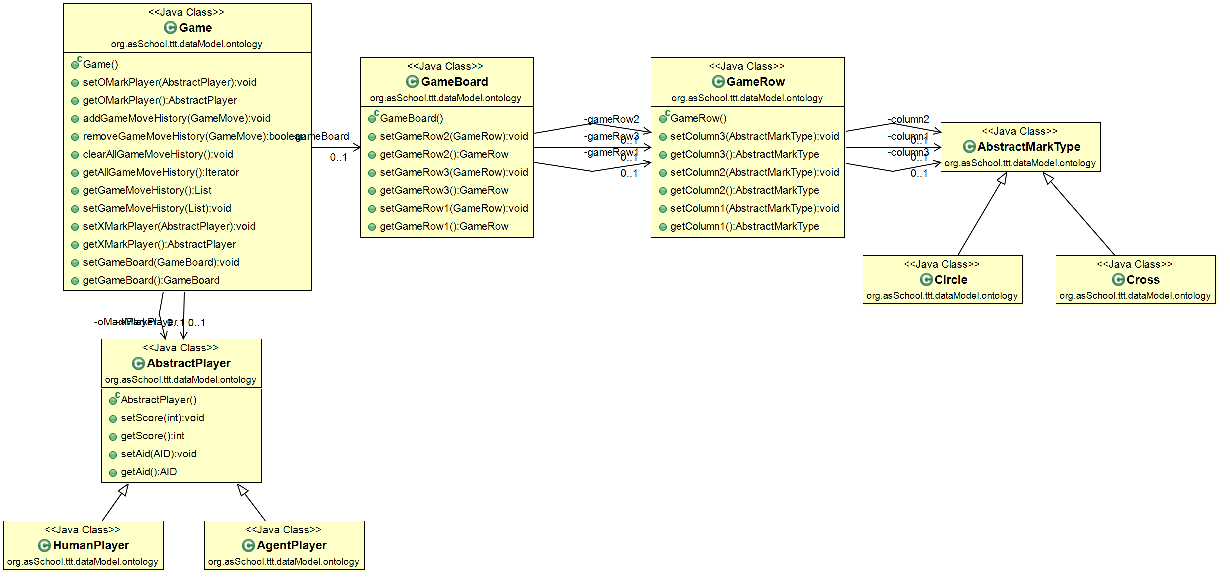 <<Java Class>>
Game
org.asSchool.ttt.dataModel.ontology
Game()
setOMarkPlayer(AbstractPlayer):void
getOMarkPlayer():AbstractPlayer
addGameMoveHistory(GameMove):void
removeGameMoveHistory(GameMove):boolean
clearAllGameMoveHistory():void
getAllGameMoveHistory():Iterator
getGameMoveHistory():List
setGameMoveHistory(List):void
setXMarkPlayer(AbstractPlayer):void
getXMarkPlayer():AbstractPlayer
setGameBoard(GameBoard):void
getGameBoard():GameBoard
-gameBoard
0..1
<<Java Class>>
GameBoard
org.asSchool.ttt.dataModel.ontology
GameBoard()
setGameRow2(GameRow):void
getGameRow2():GameRow
setGameRow3(GameRow):void
getGameRow3():GameRow
setGameRow1(GameRow):void
getGameRow1():GameRow
-gameRow2
-gameRow3
0..1
-gameRow1
0..1
<<Java Class>>
GameRow
org.asSchool.ttt.dataModel.ontology
GameRow()
setColumn3(AbstractMarkType):void
getColumn3():AbstractMarkType
setColumn2(AbstractMarkType):void
getColumn2():AbstractMarkType
setColumn1(AbstractMarkType):void
getColumn1():AbstractMarkType
-column2
-column1
0..1
-column3
0..1
<<Java Class>>
AbstractMarkType
org.asSchool.ttt.dataModel.ontology
<<Java Class>>
Circle
org.asSchool.ttt.dataModel.ontology
<<Java Class>>
Cross
org.asSchool.ttt.dataModel.ontology
0..1
<<Java Class>>
AbstractPlayer
org.asSchool.ttt.dataModel.ontology
AbstractPlayer()
setScore(int):void
getScore():int
setAid(AID):void
getAid():AID
<<Java Class>>
HumanPlayer
org.asSchool.ttt.dataModel.ontology
<<Java Class>>
AgentPlayer
org.asSchool.ttt.dataModel.ontology